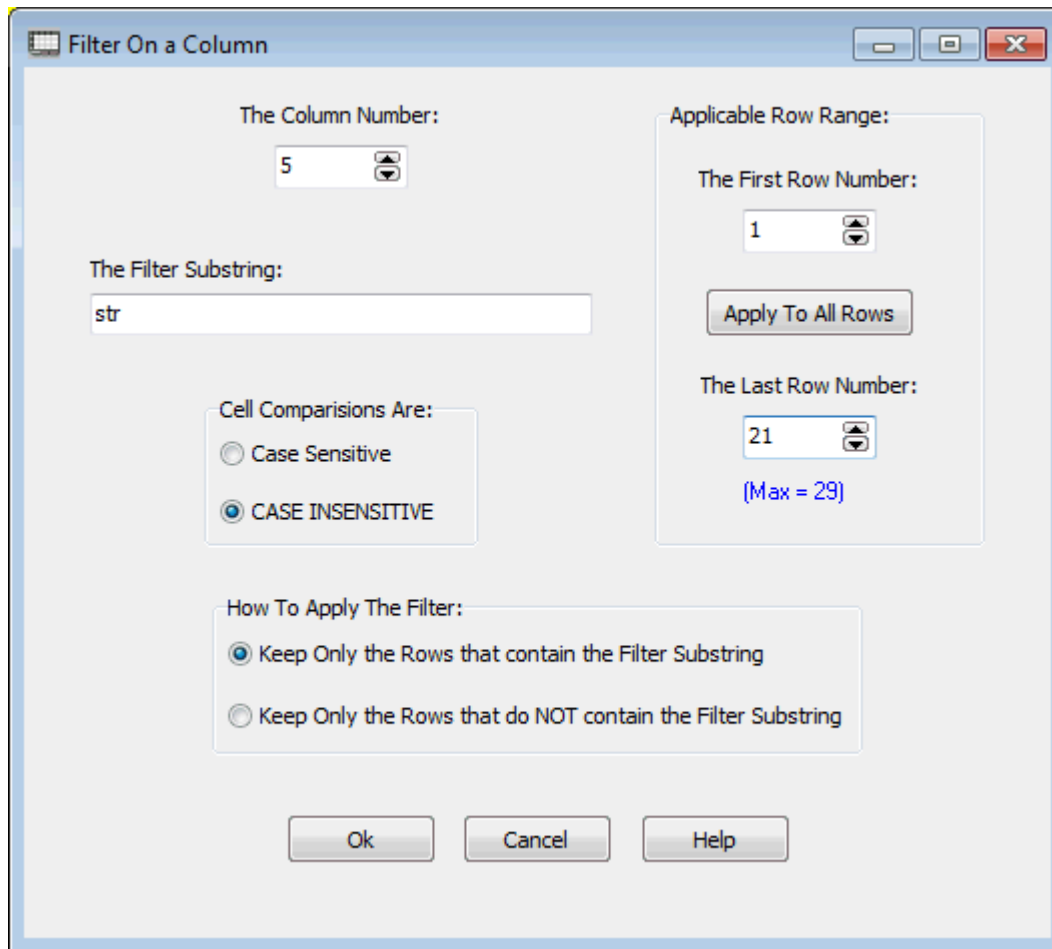 Filter On a Column
The Column Number:
5
The Filter Substring:
str
Cell Comparisions Are:
Case Sensitive
CASE INSENSITIVE
Applicable Row Range:
The First Row Number:
1
Apply To All Rows
The Last Row Number:
21
(Max = 29)
How To Apply The Filter:
Keep Only the Rows that contain the Filter Substring
Keep Only the Rows that do NOT contain the Filter Substring
Ok
Cancel
Help